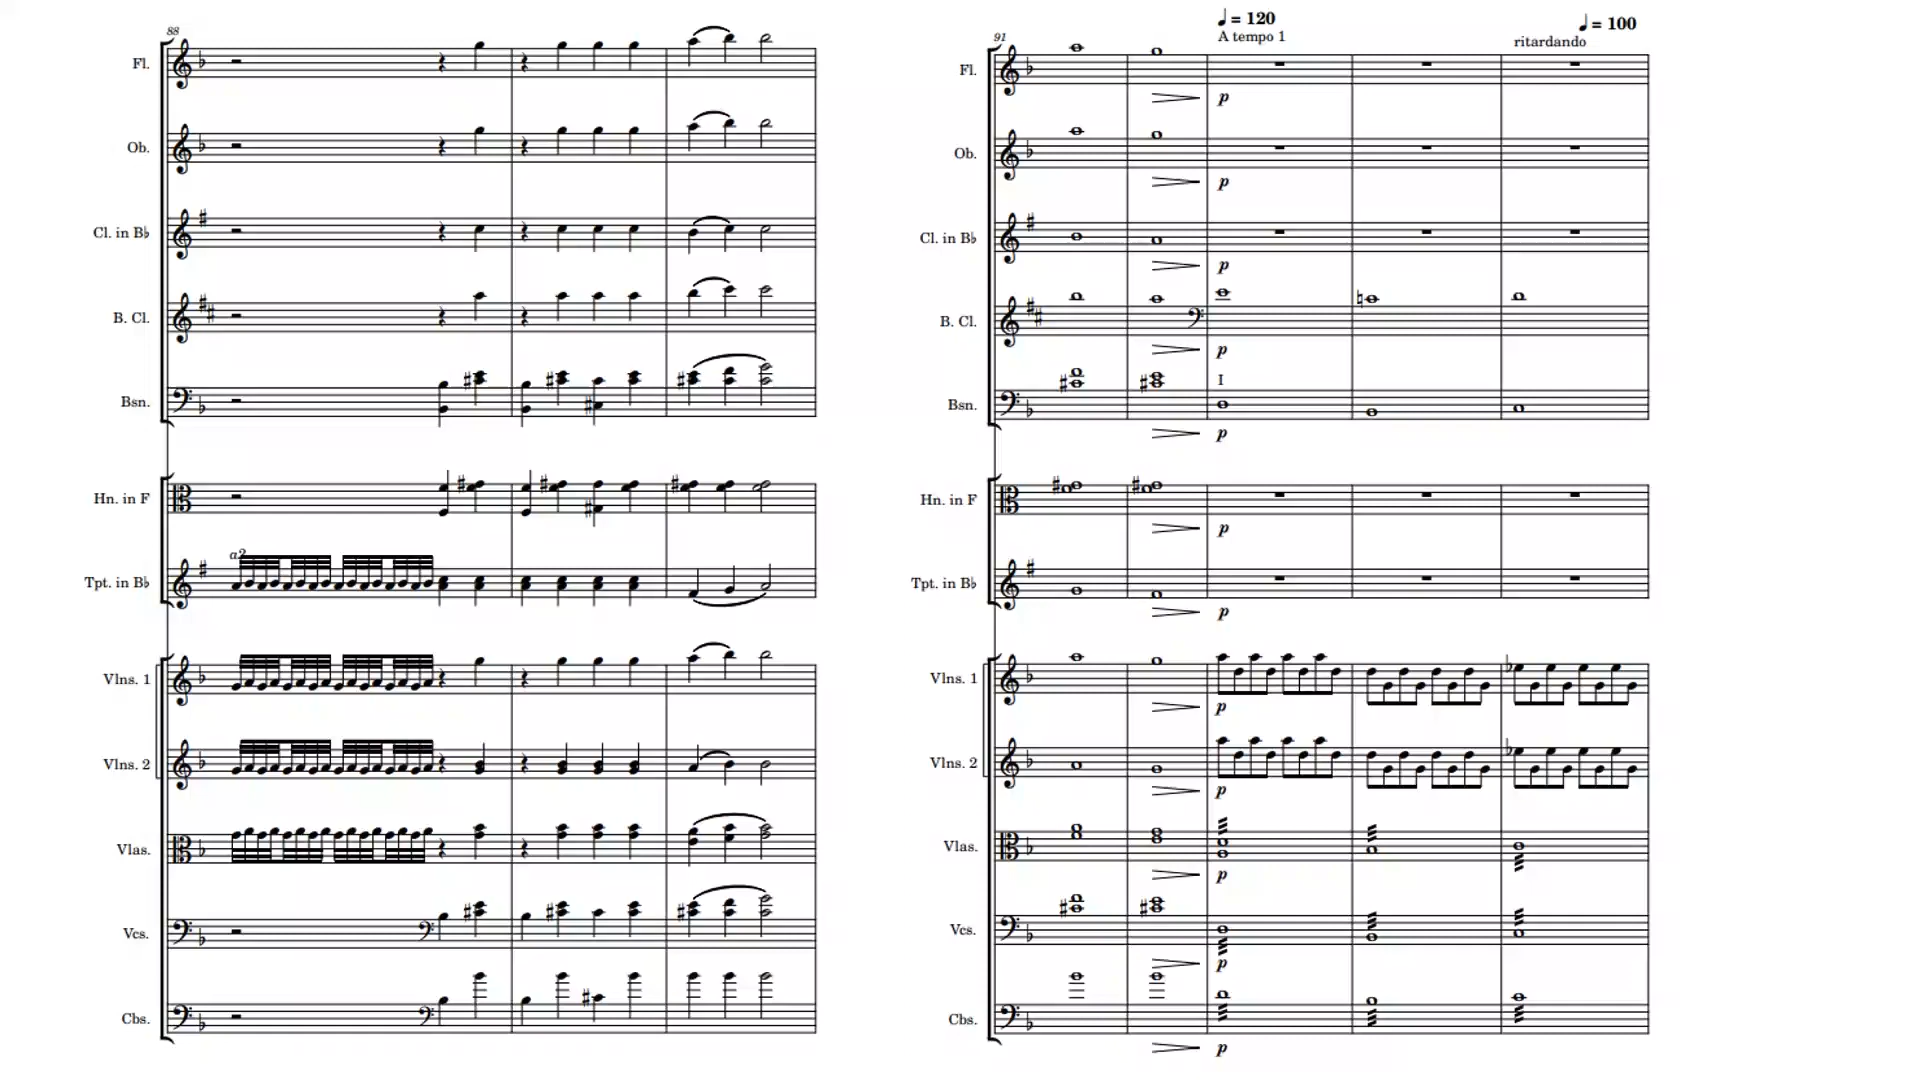 88
Fl.
Ob.
Cl. in B♭
B. Cl.
Bsn.
Hn. in F
a2
Tpt. in B♭
Vlns. 1
Vlns. 2
Vlas.
Vcs.
Cbs.
♩ = 120
A tempo 1
♩ = 100
ritardando
91
Fl.
p
Ob.
p
Cl. in B♭
p
B. Cl.
p
I
Bsn.
p
Hn. in F
p
Tpt. in B♭
p
Vlns. 1
p
Vlns. 2
p
Vlas.
p
Vcs.
p
Cbs.
p